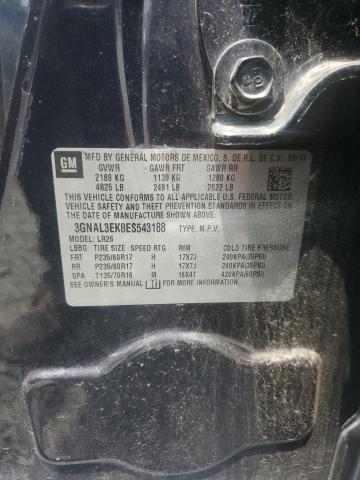 GM
MFD BY GENERAL MOTORS DE MEXICO, S. DE R.L. DE C.V. 09/13
GVWR GAWR FRT GAWR RR
2189 KG 1130 KG 1280 KG
4825 LB 2491 LB 2822 LB
THIS VEHICLE CONFORMS TO ALL APPLICABLE U.S. FEDERAL MOTOR
VEHICLE SAFETY AND THEFT PREVENTION STANDARDS IN
EFFECT ON THE DATE OF MANUFACTURE SHOWN ABOVE.
3GNAL3EK8ES543188 TYPE: M.P.V.
MODEL: LR26
TIRE SIZE SPEED RTG RIM COLD TIRE PRESSURE
FRT P235/60R17 H 17X7J 240KPA(35PSI)
RR P235/60R17 H 17X7J 240KPA(35PSI)
SPA T135/70R16 M 16X4T 420KPA(60PSI)
SEE OWNER'S MANUAL FOR ADDITIONAL INFORMATION